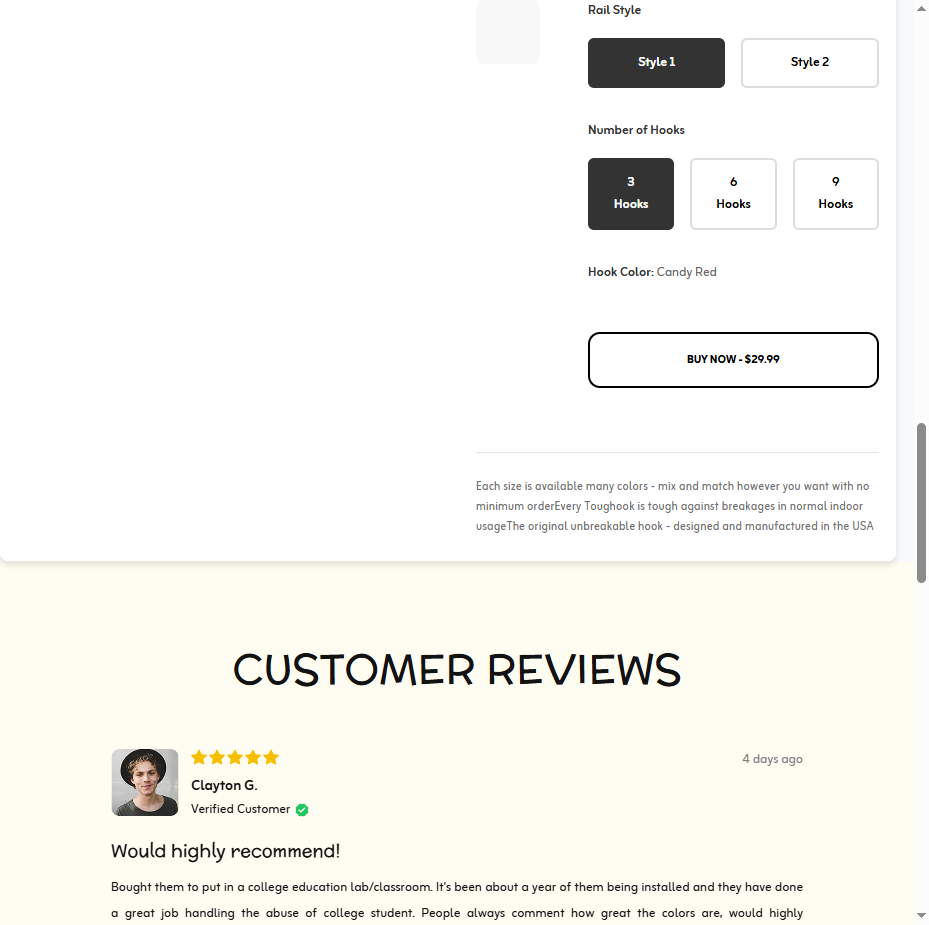 Rail Style
Style 1
Style 2
Number of Hooks
3
Hooks
6
Hooks
9
Hooks
Hook Color: Candy Red
BUY NOW - $29.99
Each size is available many colors - mix and match however you want with no
minimum orderEvery Toughook is tough against breakages in normal indoor
usageThe original unbreakable hook - designed and manufactured in the USA
CUSTOMER REVIEWS
4 days ago
Clayton G.
Verified Customer
Would highly recommend!
Bought them to put in a college education lab/classroom. It's been about a year of them being installed and they have done
a great job handling the abuse of college student. People always comment how great the colors are, would highly